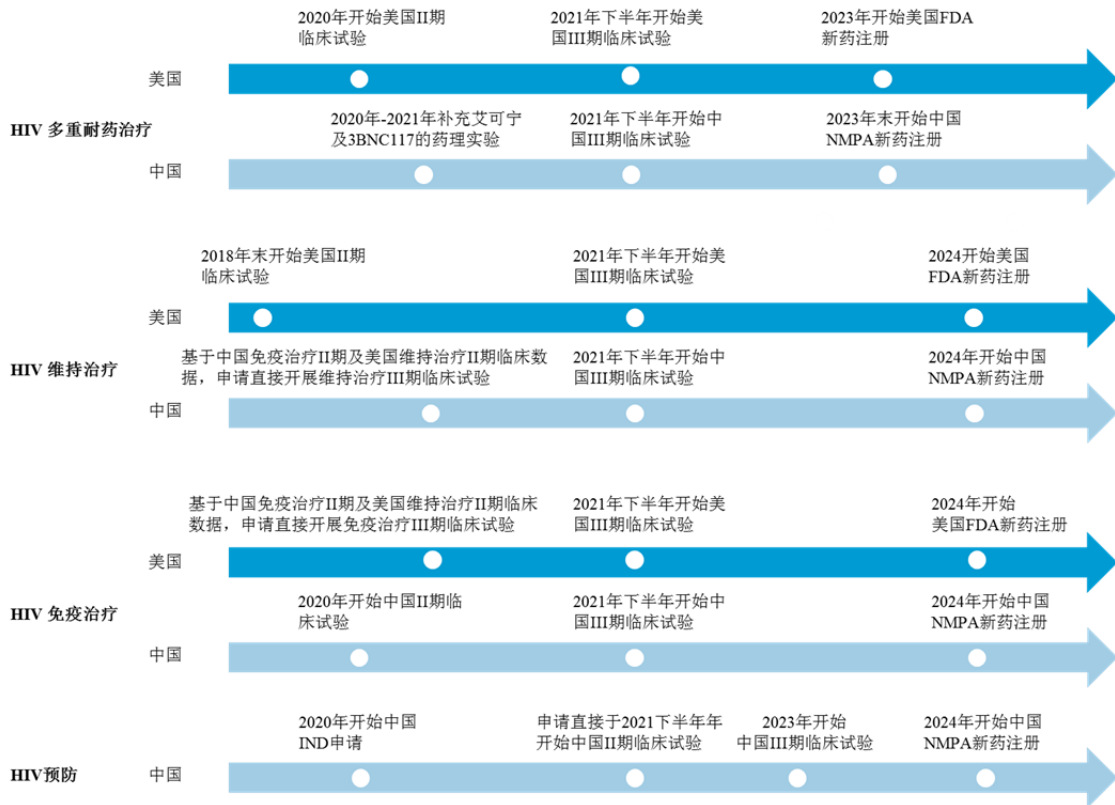 2020年开始美国II期
临床试验
2021年下半年开始美
国III期临床试验
2023年开始美国FDA
新药注册
美国
HIV 多重耐药治疗
2020年-2021年补充艾可宁
及3BNC117的药理实验
2021年下半年开始中
国III期临床试验
2023年末开始中国
NMPA新药注册
中国
2018年末开始美国II期
临床试验
2021年下半年开始美
国III期临床试验
2024开始美国
FDA新药注册
美国
HIV 维持治疗
基于中国免疫治疗II期及美国维持治疗II期临床数
据，申请直接开展维持治疗III期临床试验
2021年下半年开始中
国III期临床试验
2024年开始中国
NMPA新药注册
中国
基于中国免疫治疗II期及美国维持治疗II期临床
数据，申请直接开展免疫治疗III期临床试验
2021年下半年开始美
国III期临床试验
2024年开始
美国FDA新药注册
美国
HIV 免疫治疗
2020年开始中国II期临
床试验
2021年下半年开始中
国III期临床试验
2024年开始中国
NMPA新药注册
中国
2020年开始中国
IND申请
申请直接于2021下半年年
开始中国II期临床试验
2023年开始
中国III期临床试验
2024年开始中国
NMPA新药注册
HIV预防
中国